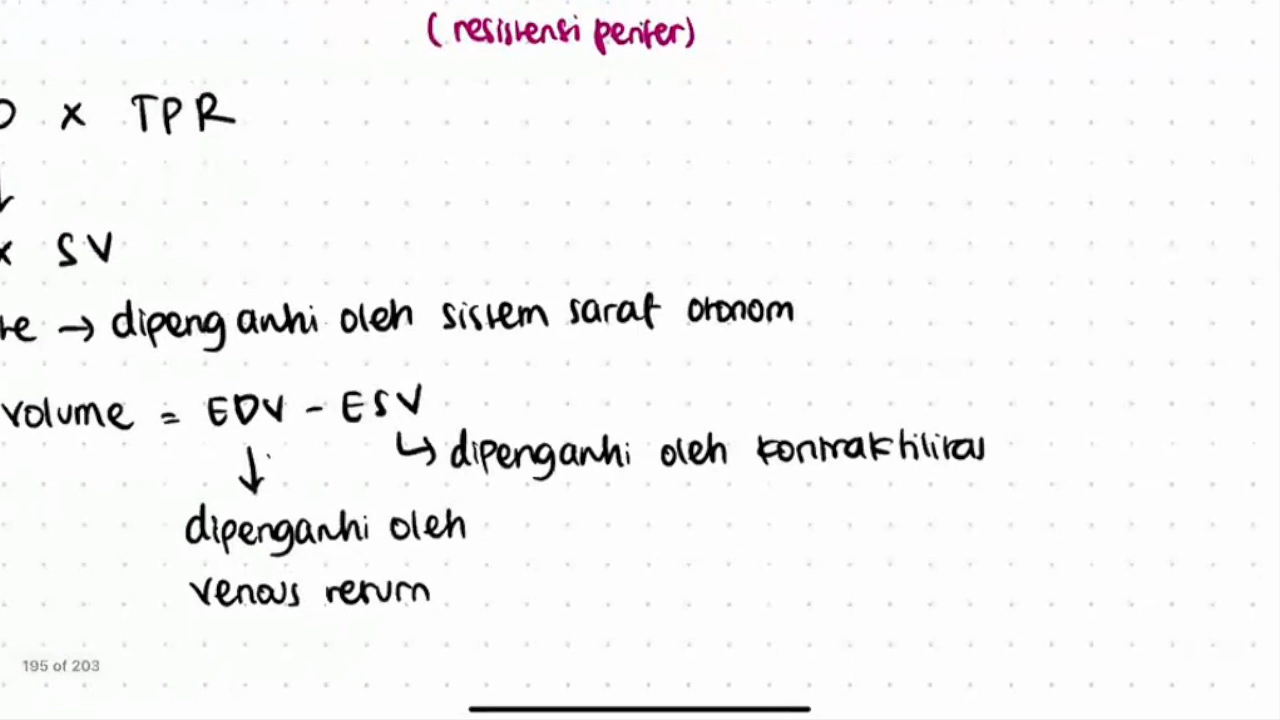 (resistensi perifer)
x TPR
x SV
→ dipengaruhi oleh sistem saraf otonom
volume = EDV - ESV
↳ dipengaruhi oleh kontraktilitas
↓
dipengaruhi oleh
venous return
195 of 203